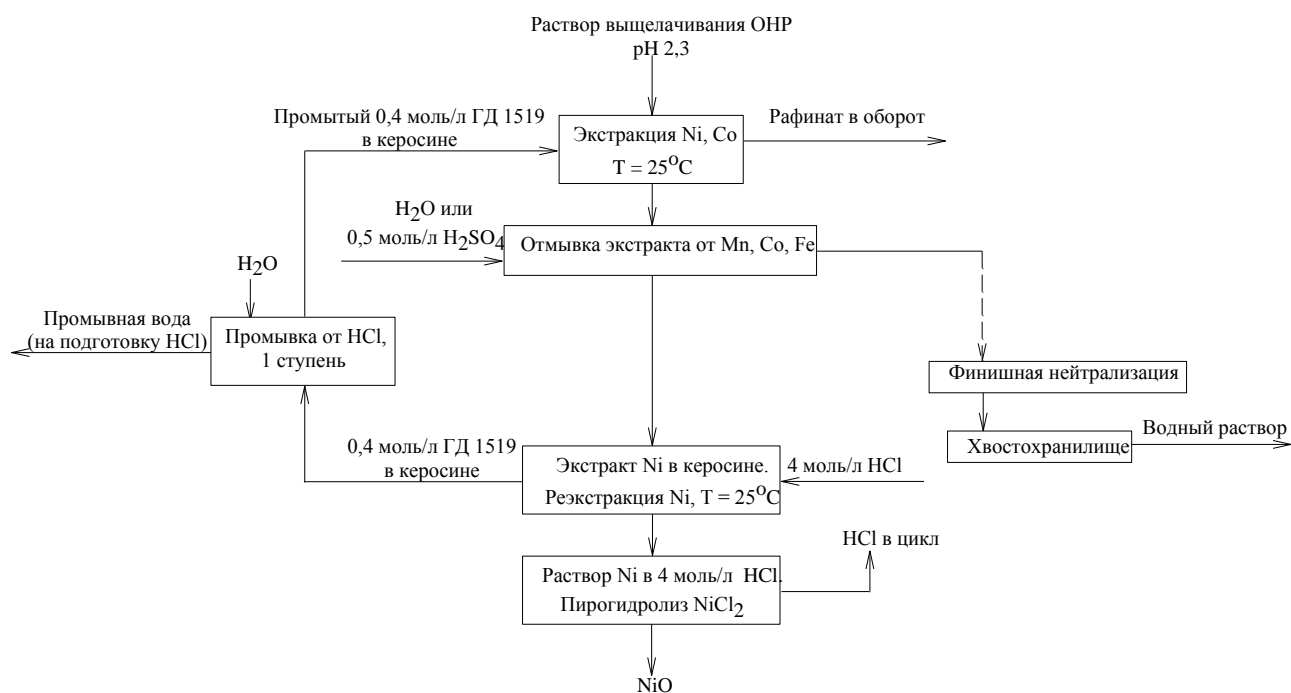 Раствор выщелачивания ОНР
pH 2,3
Промытый 0,4 моль/л ГД 1519
в керосине
Экстракция Ni, Co
T = 25°C
Рафинат в оборот
H₂O или
0,5 моль/л H₂SO₄
Отмывка экстракта от Mn, Co, Fe
H₂O
Промывная вода
(на подготовку HCl)
Промывка от HCl,
1 ступень
Финишная нейтрализация
Хвостохранилище
Водный раствор
0,4 моль/л ГД 1519
в керосине
Экстракт Ni в керосине.
Реэкстракция Ni, T = 25°C
4 моль/л HCl
HCl в цикл
Раствор Ni в 4 моль/л HCl.
Пирогидролиз NiCl₂
NiO